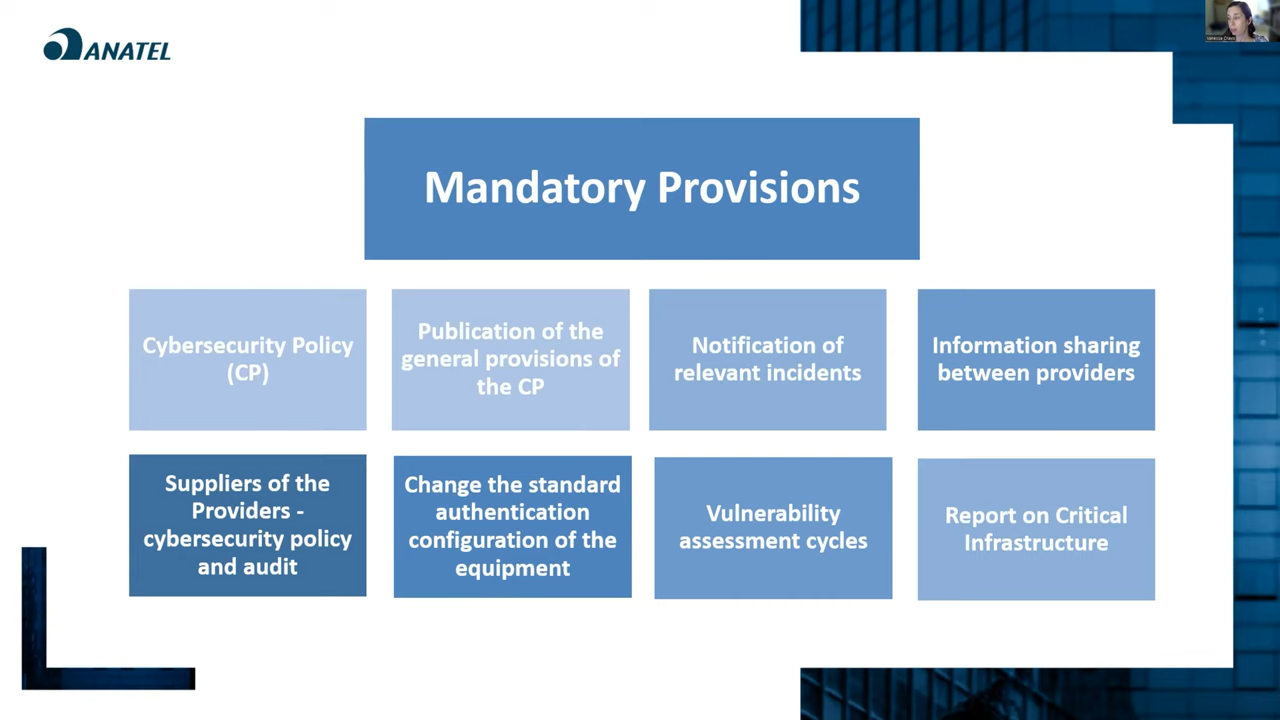 ANATEL
Mandatory Provisions
Cybersecurity Policy
(CP)
Publication of the
general provisions of
the CP
Notification of
relevant incidents
Information sharing
between providers
Suppliers of the
Providers -
cybersecurity policy
and audit
Change the standard
authentication
configuration of the
equipment
Vulnerability
assessment cycles
Report on Critical
Infrastructure